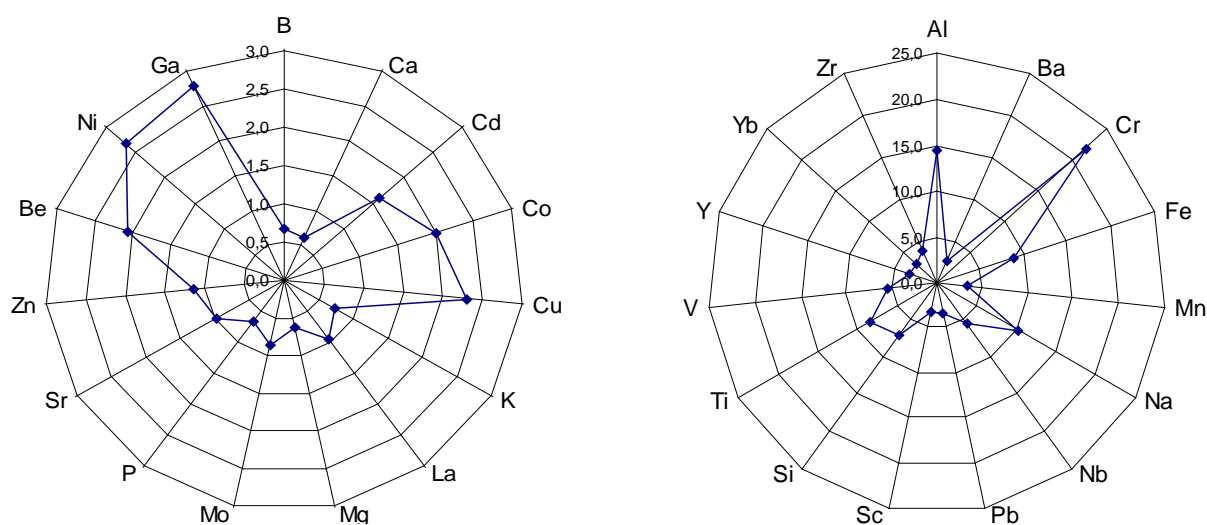 B
Ca
Cd
Co
Cu
K
La
Mg
Mo
P
Sr
Zn
Be
Ni
Ga
3,0
2,5
2,0
1,5
1,0
0,5
0,0
Al
Ba
Cr
Fe
Mn
Na
Nb
Pb
Sc
Si
Ti
V
Y
Yb
Zr
25,0
20,0
15,0
10,0
5,0
0,0